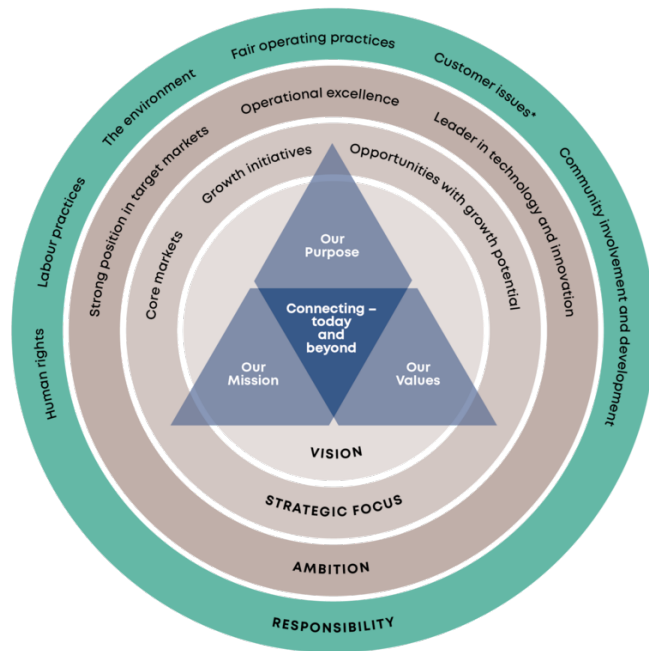 Fair operating practices
Customer issues*
The environment
Community involvement and development
Labour practices
Human rights
Operational excellence
Leader in technology and innovation
Strong position in target markets
Growth initiatives
Opportunities with growth potential
Core markets
Our
Purpose
Connecting –
today
and
beyond
Our
Mission
Our
Values
VISION
STRATEGIC FOCUS
AMBITION
RESPONSIBILITY